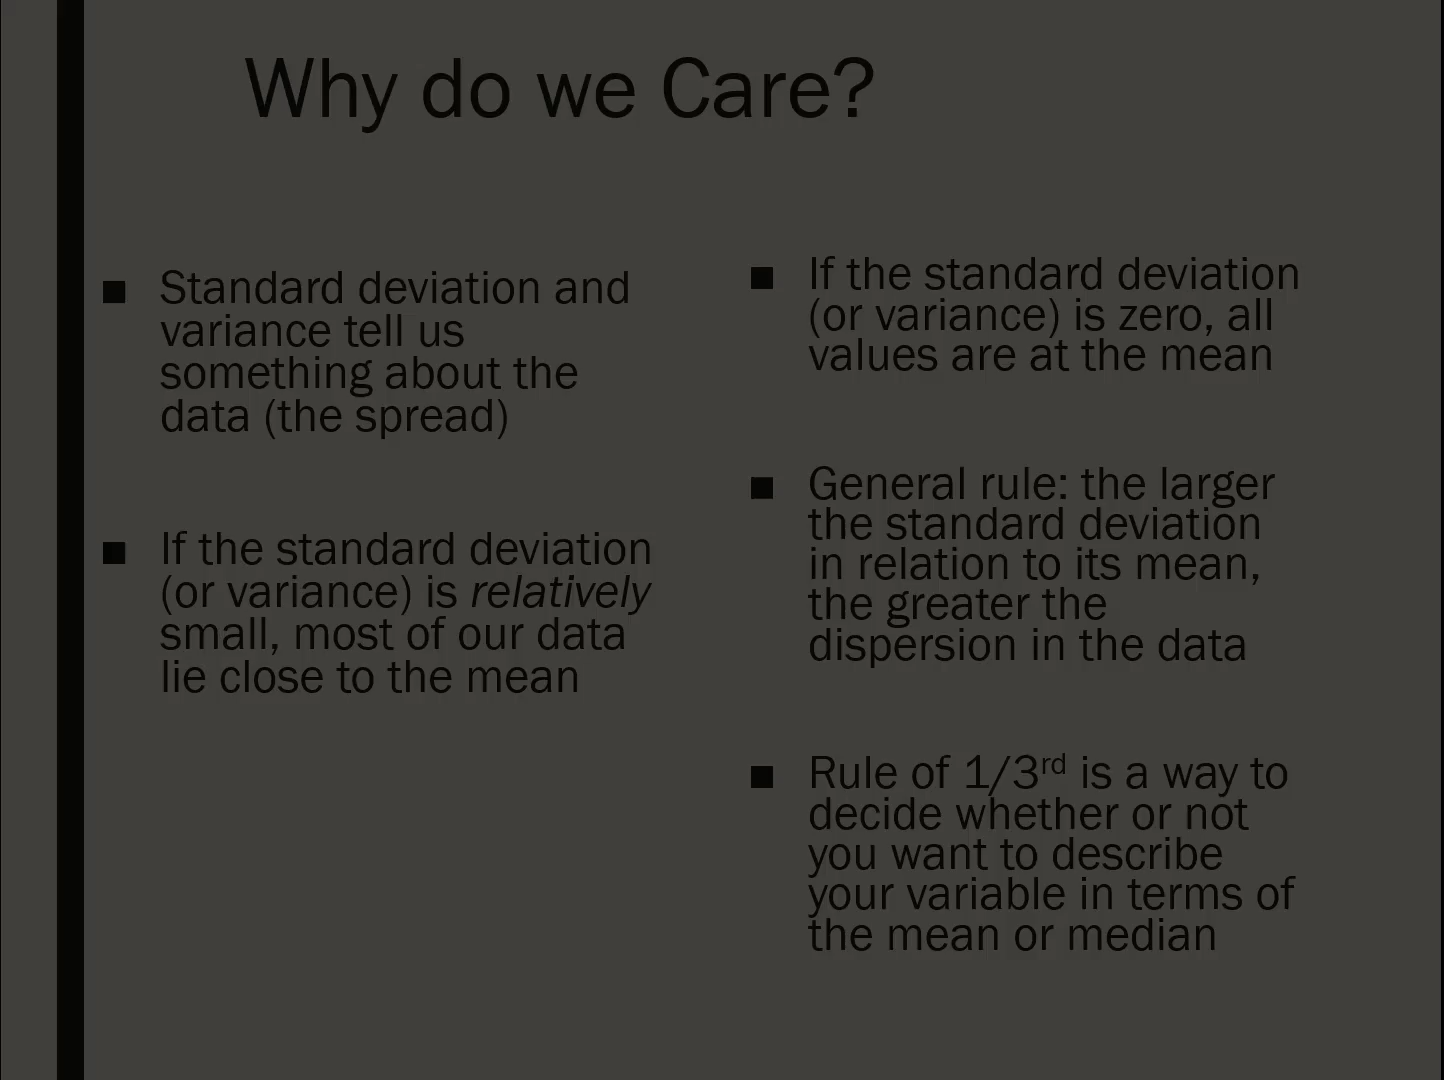 Why do we Care?
■ Standard deviation and
variance tell us
something about the
data (the spread)
■ If the standard deviation
(or variance) is relatively
small, most of our data
lie close to the mean
■ If the standard deviation
(or variance) is zero, all
values are at the mean
■ General rule: the larger
the standard deviation
in relation to its mean,
the greater the
dispersion in the data
■ Rule of 1/3rd is a way to
decide whether or not
you want to describe
your variable in terms of
the mean or median